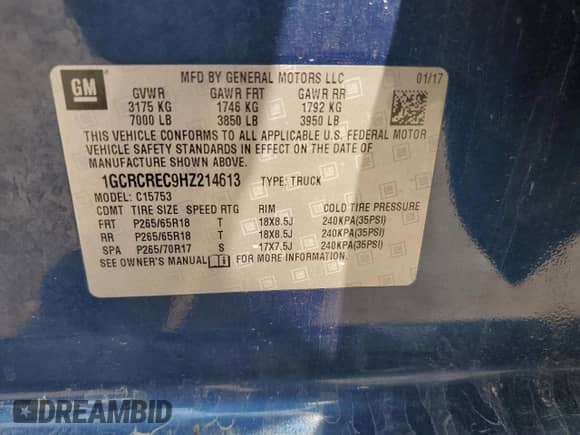 GM
MFD BY GENERAL MOTORS LLC 01/17
GVWR GAWR FRT GAWR RR
3175 KG 1746 KG 1792 KG
7000 LB 3850 LB 3950 LB
THIS VEHICLE CONFORMS TO ALL APPLICABLE U.S. FEDERAL MOTOR
VEHICLE SAFETY STANDARDS IN EFFECT ON THE DATE OF
MANUFACTURE SHOWN ABOVE.
1GCRCREC9HZ214613 TYPE: TRUCK
MODEL: C15753
CDMT TIRE SIZE SPEED RTG RIM COLD TIRE PRESSURE
FRT P265/65R18 T 18X8.5J 240KPA(35PSI)
RR P265/65R18 T 18X8.5J 240KPA(35PSI)
SPA P265/70R17 S 17X7.5J 240KPA(35PSI)
SEE OWNER'S MANUAL FOR MORE INFORMATION.
DREAMBID